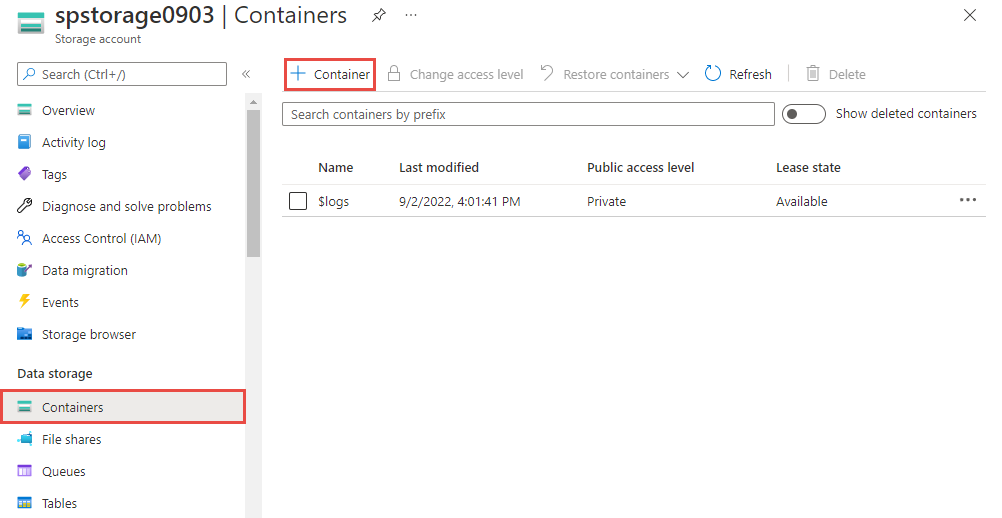 spstorage0903 | Containers
Storage account
Search (Ctrl+/)
Overview
Activity log
Tags
Diagnose and solve problems
Access Control (IAM)
Data migration
Events
Storage browser
Data storage
Containers
File shares
Queues
Tables
Container Change access level Restore containers Refresh Delete
Search containers by prefix Show deleted containers
Name Last modified Public access level Lease state
$logs 9/2/2022, 4:01:41 PM Private Available